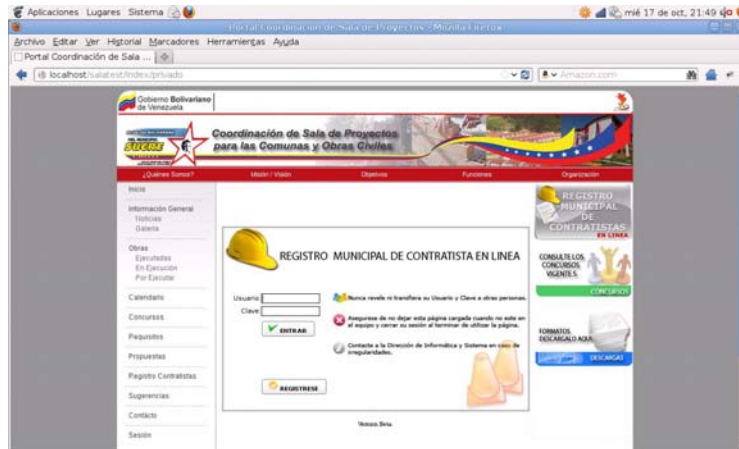 Aplicaciones Lugares Sistema
mié 17 de oct, 21:49
Portal Coordinación de Sala de Proyectos - Mozilla Firefox
Archivo Editar Ver Historial Marcadores Herramientas Ayuda
Portal Coordinación de Sala ...
localhost/salatest/index/privado
Amazon.com
Gobierno Bolivariano
de Venezuela
SUCRE
Coordinación de Sala de Proyectos
para las Comunas y Obras Civiles
¿Quiénes Somos? Misión / Visión Objetivos Funciones Organización
Inicio
Información General
Noticias
Galería
Obras
Ejecutadas
En Ejecución
Por Ejecutar
Calendario
Concursos
Requisitos
Propuestas
Registro Contratistas
Sugerencias
Contacto
Sesión
REGISTRO MUNICIPAL DE CONTRATISTA EN LINEA
Usuario
Clave
ENTRAR
REGISTRESE
Nunca revele ni transfiera su Usuario y Clave a otras personas.
Asegurese de no dejar esta página cargada cuando no este en
el equipo y cerrar su sesión al terminar de utilizar la página.
Contacte a la Dirección de Informática y Sistema en caso de
irregularidades.
Version Beta
REGISTRO
MUNICIPAL
DE
CONTRATISTAS
EN LINEA
CONSULTE LOS
CONCURSOS
VIGENTES
CONCURSOS
FORMATOS
DESCARGALO AQUI
DESCARGAS